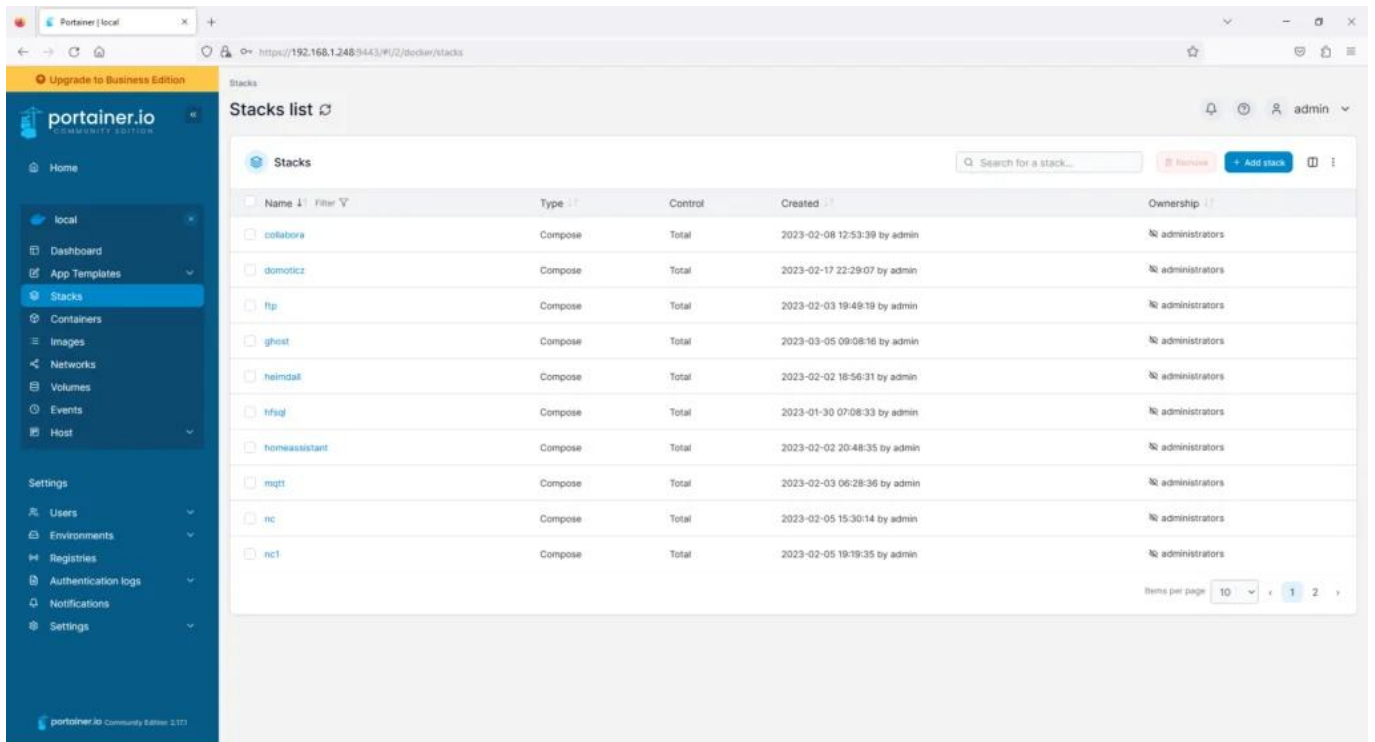 Portainer | local
https://192.168.1.248:9443/#!/2/docker/stacks
Upgrade to Business Edition
portainer.io
COMMUNITY EDITION
Home
local
Dashboard
App Templates
Stacks
Containers
Images
Networks
Volumes
Events
Host
Settings
Users
Environments
Registries
Authentication logs
Notifications
Settings
portainer.io Community Edition 2.17.1
Stacks
Stacks list
admin
Stacks
Search for a stack...
Remove
+ Add stack
Name Filter Type Control Created Ownership
collabora Compose Total 2023-02-08 12:53:39 by admin administrators
domoticz Compose Total 2023-02-17 22:29:07 by admin administrators
ftp Compose Total 2023-02-03 19:49:19 by admin administrators
ghost Compose Total 2023-03-05 09:08:16 by admin administrators
heimdall Compose Total 2023-02-02 18:56:31 by admin administrators
hfsql Compose Total 2023-01-30 07:08:33 by admin administrators
homeassistant Compose Total 2023-02-02 20:48:35 by admin administrators
mqtt Compose Total 2023-02-03 06:28:36 by admin administrators
nc Compose Total 2023-02-05 15:30:14 by admin administrators
nc1 Compose Total 2023-02-05 19:19:35 by admin administrators
Items per page 10 1 2